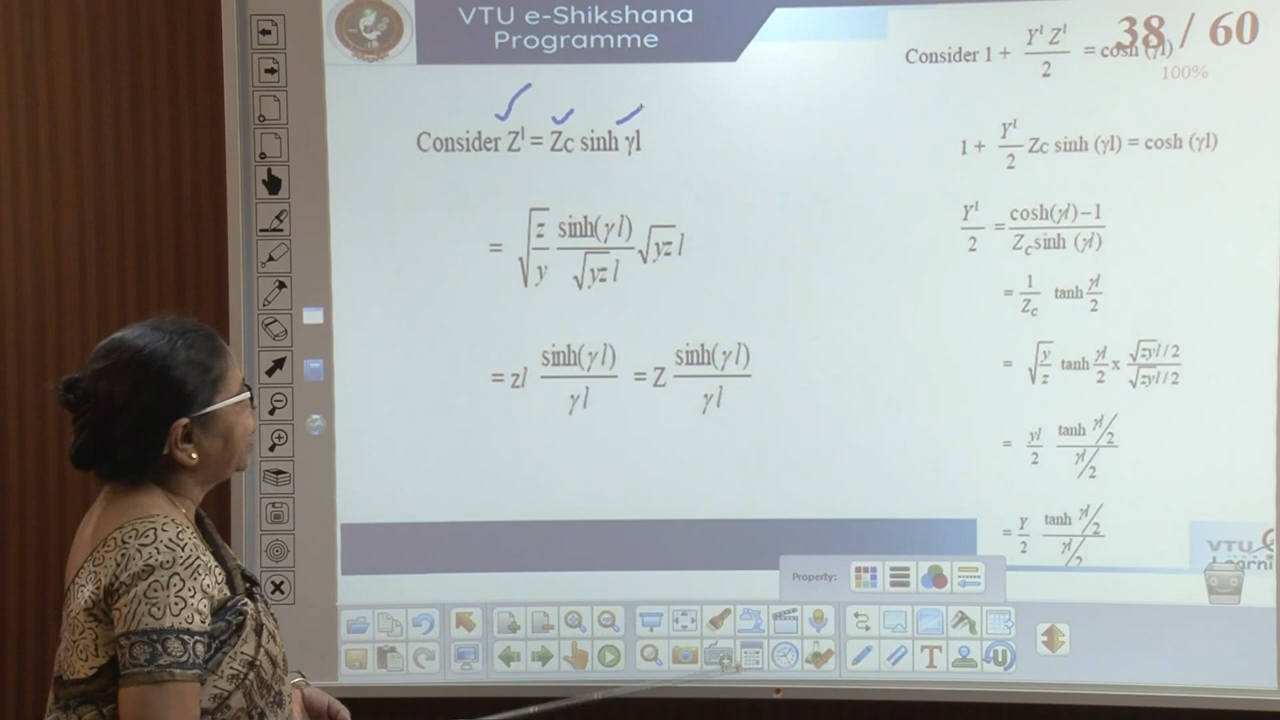 VTU e-Shikshana
Programme
38 / 60
100%
Consider Z' = Zc sinh γl
= √(z/y) sinh(γl)/(√yz l) √yz l
= zl sinh(γl)/γl = Z sinh(γl)/γl
Consider 1 + Y' Z'/2 = cosh (γl)
1 + Y'/2 Zc sinh (γl) = cosh (γl)
Y'/2 = cosh(γl)−1/Zc sinh (γl)
= 1/Zc tanh γl/2
= √(y/z) tanh γl/2 x √zy l/2 / √zy l/2
= yl/2 tanh γl/2 / γl/2
= Y/2 tanh γl/2 / γl/2
VTU
Learni
Property: